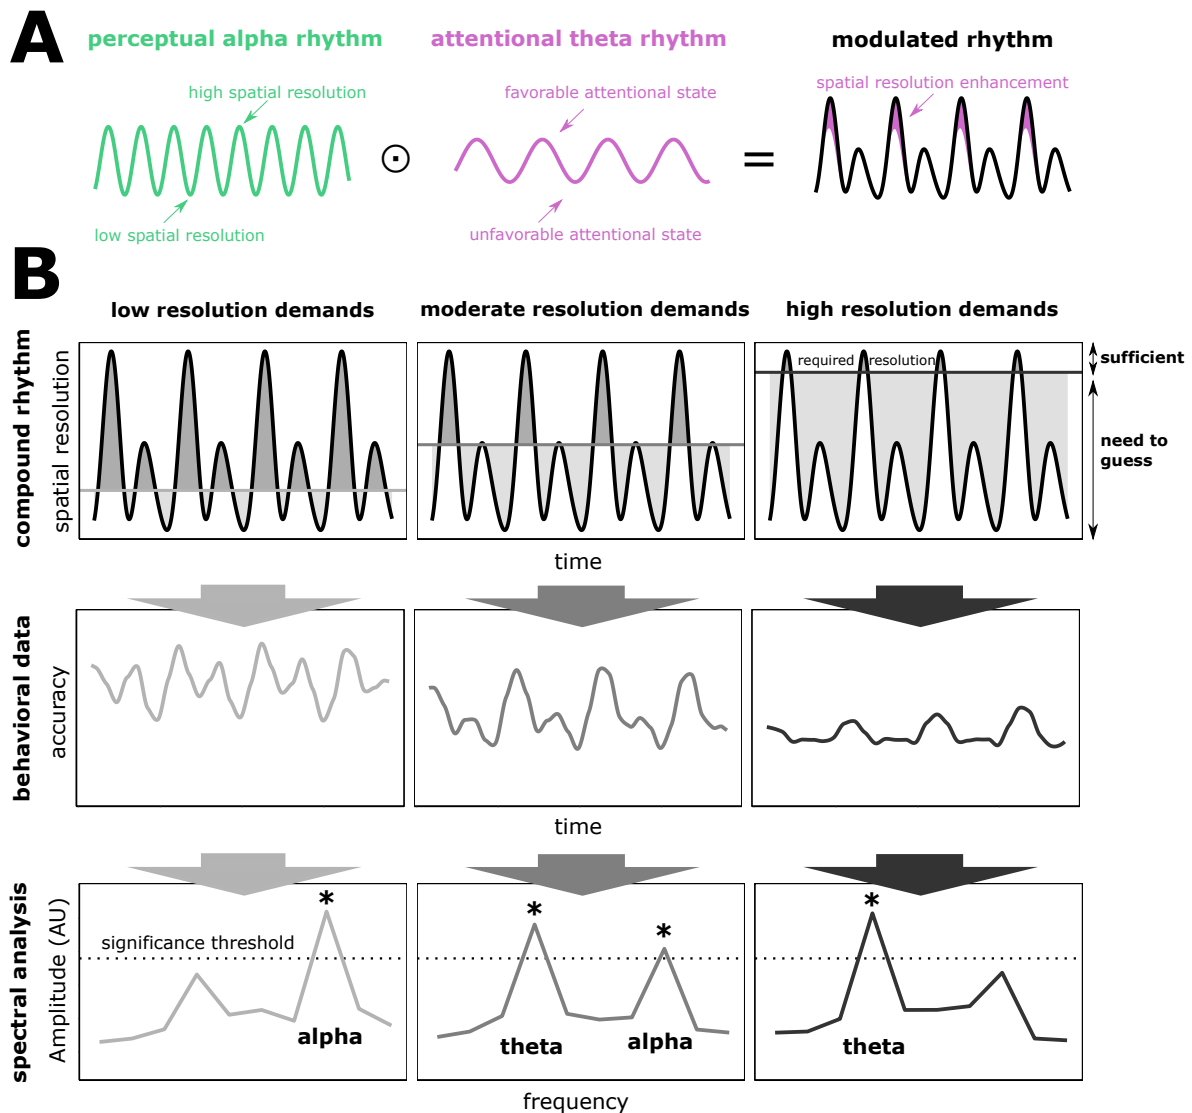 A
perceptual alpha rhythm
attentional theta rhythm
modulated rhythm
high spatial resolution
favorable attentional state
spatial resolution enhancement
=
low spatial resolution
unfavorable attentional state
B
low resolution demands
moderate resolution demands
high resolution demands
compound rhythm
spatial resolution
required resolution
sufficient
need to
guess
time
behavioral data
accuracy
time
spectral analysis
Amplitude (AU)
significance threshold
*
alpha
*
*
theta
alpha
*
theta
frequency